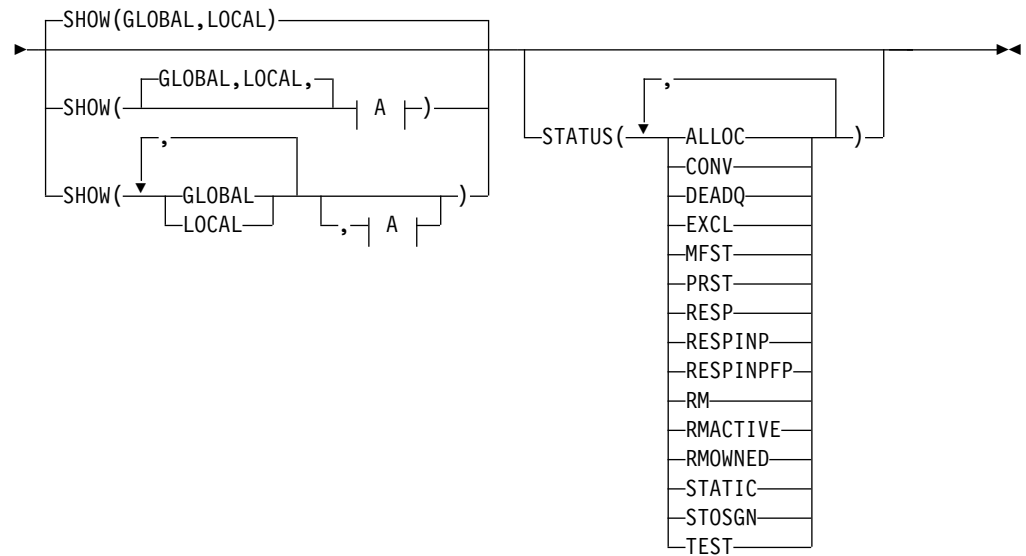 SHOW(GLOBAL,LOCAL)
GLOBAL,LOCAL,
SHOW( A )
,
SHOW( GLOBAL )
LOCAL , A
,
STATUS( ALLOC )
CONV
DEADQ
EXCL
MFST
PRST
RESP
RESPINP
RESPINPFP
RM
RMACTIVE
RMOWNED
STATIC
STOSGN
TEST